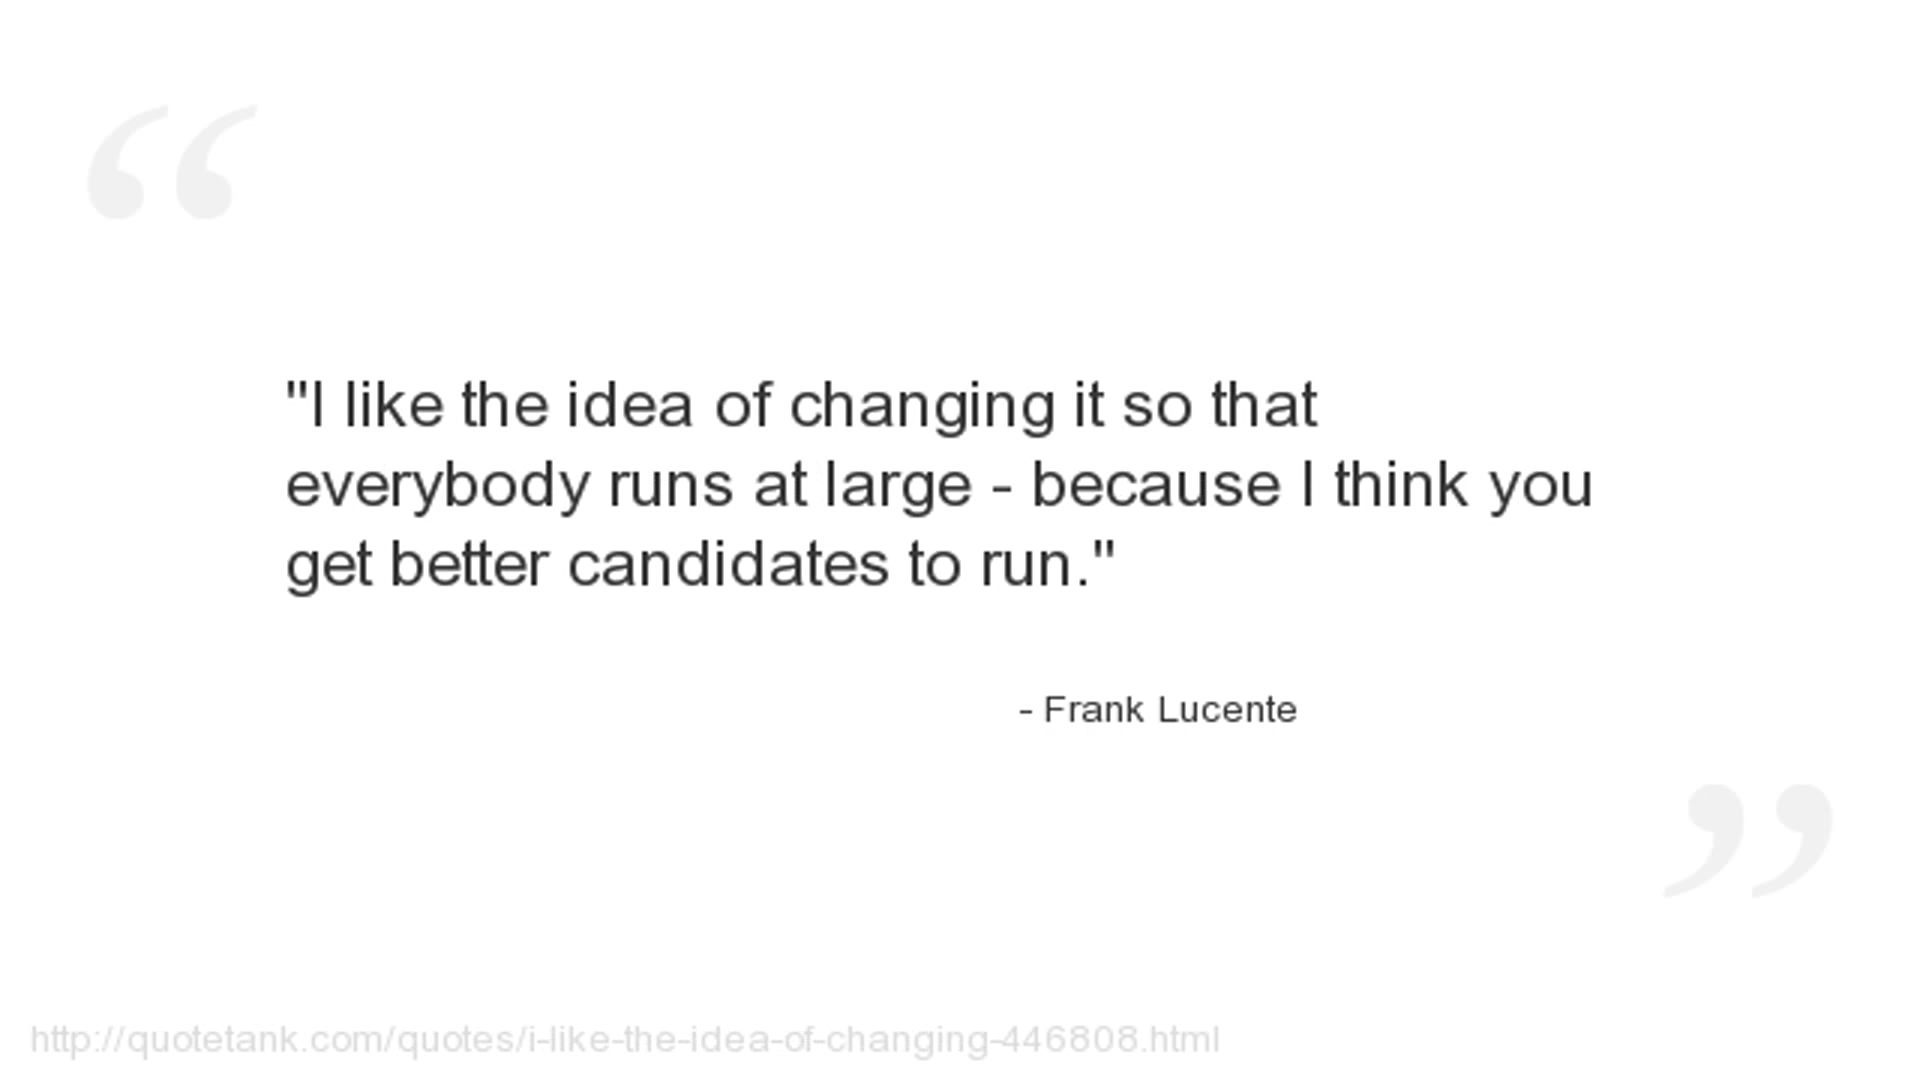 "I like the idea of changing it so that
everybody runs at large - because I think you
get better candidates to run."
- Frank Lucente
http://quotetank.com/quotes/i-like-the-idea-of-changing-446808.html